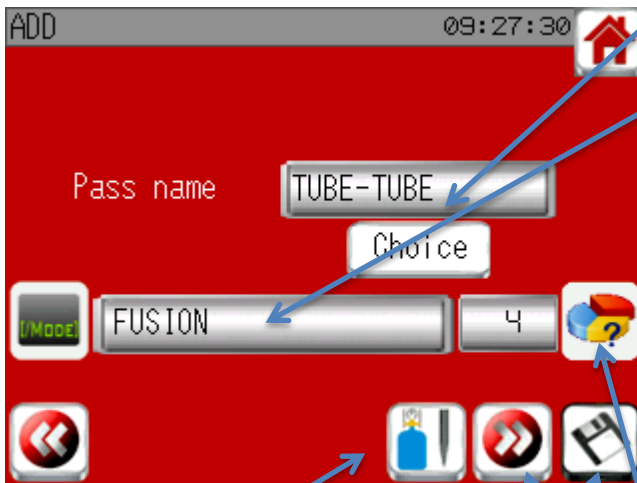 ADD 09:27:30
Pass name TUBE-TUBE
Choice
[/MODE] FUSION 4 ?